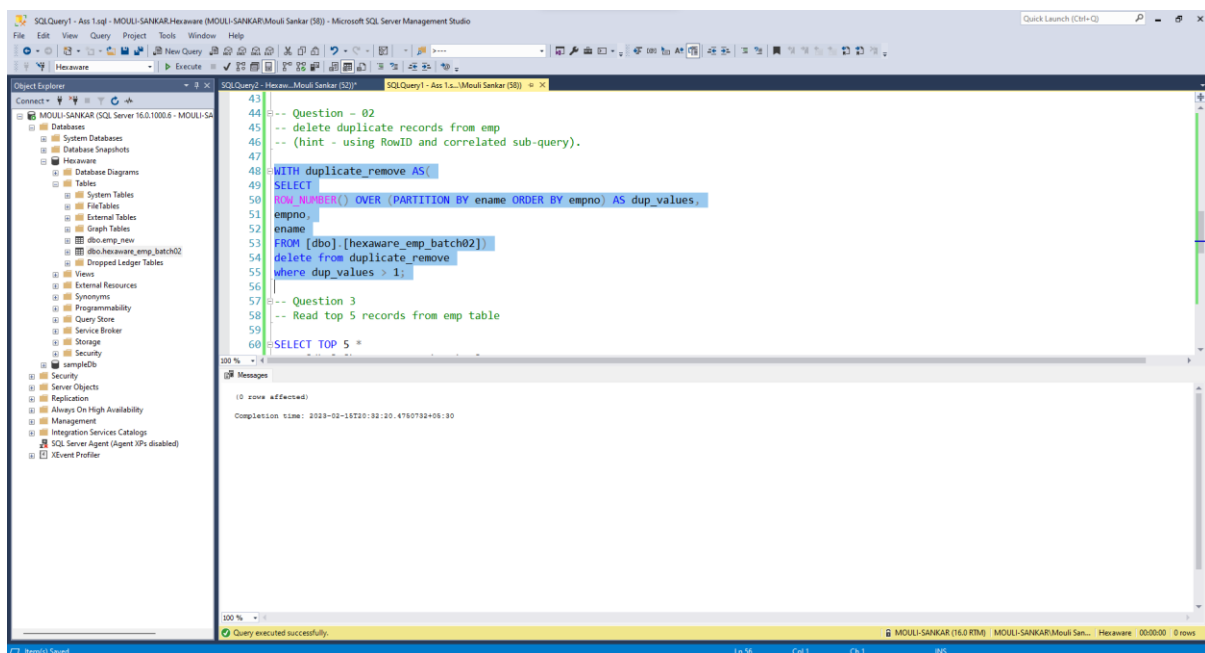 SQLQuery1 - Ass 1.sql - MOULI-SANKAR.Hexaware (MOULI-SANKAR\Mouli Sankar (58)) - Microsoft SQL Server Management Studio
Quick Launch (Ctrl+Q)
File Edit View Query Project Tools Window Help
New Query
Hexaware
Execute
Object Explorer
SQLQuery2 - Hexaw...Mouli Sankar (52))*
SQLQuery1 - Ass 1.s...\Mouli Sankar (58))
Connect
MOULI-SANKAR (SQL Server 16.0.1000.6 - MOULI-SA
Databases
System Databases
Database Snapshots
Hexaware
Database Diagrams
Tables
System Tables
FileTables
External Tables
Graph Tables
dbo.emp_new
dbo.hexaware_emp_batch02
Dropped Ledger Tables
Views
External Resources
Synonyms
Programmability
Query Store
Service Broker
Storage
Security
sampleDb
Security
Server Objects
Replication
Always On High Availability
Management
Integration Services Catalogs
SQL Server Agent (Agent XPs disabled)
XEvent Profiler
43
44 -- Question – 02
45 -- delete duplicate records from emp
46 -- (hint - using RowID and correlated sub-query).
47
48 WITH duplicate_remove AS(
49 SELECT
50 ROW_NUMBER() OVER (PARTITION BY ename ORDER BY empno) AS dup_values,
51 empno,
52 ename
53 FROM [dbo].[hexaware_emp_batch02])
54 delete from duplicate_remove
55 where dup_values > 1;
56
57 -- Question 3
58 -- Read top 5 records from emp table
59
60 SELECT TOP 5 *
100 %
Messages
(0 rows affected)
Completion time: 2023-02-15T20:32:20.4750732+05:30
100 %
Query executed successfully.
MOULI-SANKAR (16.0 RTM) MOULI-SANKAR\Mouli San... Hexaware 00:00:00 0 rows
Item(s) Saved Ln 56 Col 1 Ch 1 INS